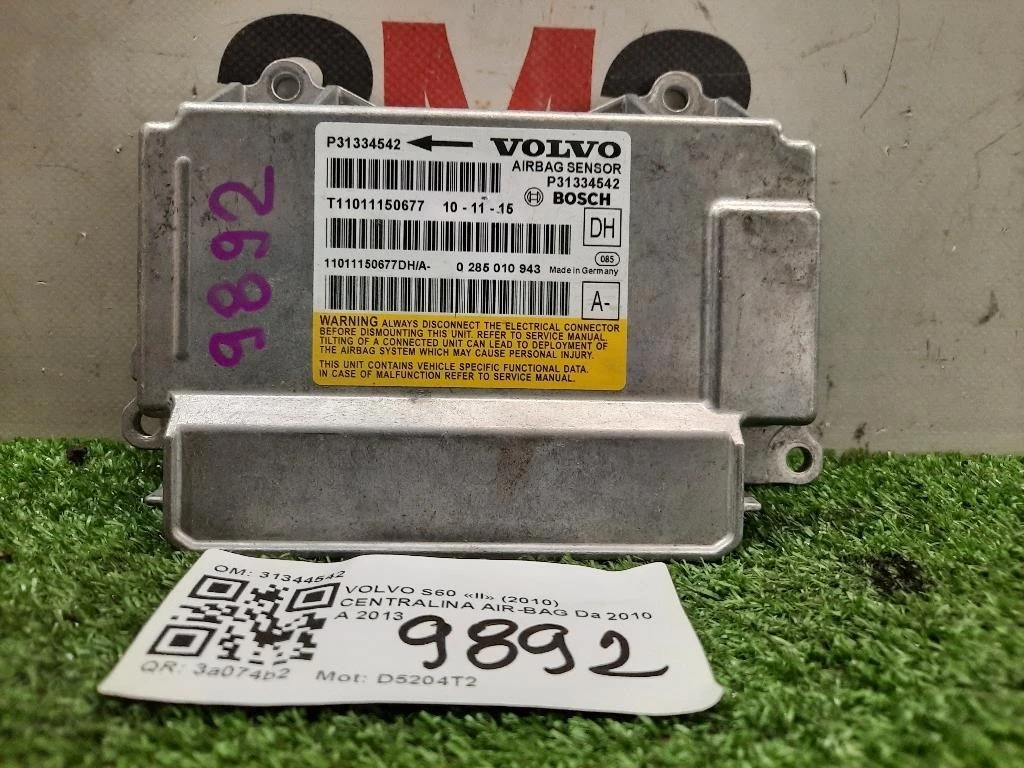 P31334542 VOLVO
AIRBAG SENSOR
P31334542
BOSCH
T11011150677 10-11-15
DH
085
11011150677DH/A- 0 285 010 943 Made in Germany
A-
WARNING ALWAYS DISCONNECT THE ELECTRICAL CONNECTOR
BEFORE DISMOUNTING THIS UNIT. REFER TO SERVICE MANUAL.
TILTING OF A CONNECTED UNIT CAN LEAD TO DEPLOYMENT OF
THE AIRBAG SYSTEM WHICH MAY CAUSE PERSONAL INJURY.
THIS UNIT CONTAINS VEHICLE SPECIFIC FUNCTIONAL DATA.
IN CASE OF MALFUNCTION REFER TO SERVICE MANUAL.
9892
OM: 31344542
VOLVO S60 «II» (2010)
CENTRALINA AIR-BAG Da 2010
A 2013
9892
QR: 3a074b2 Mot: D5204T2